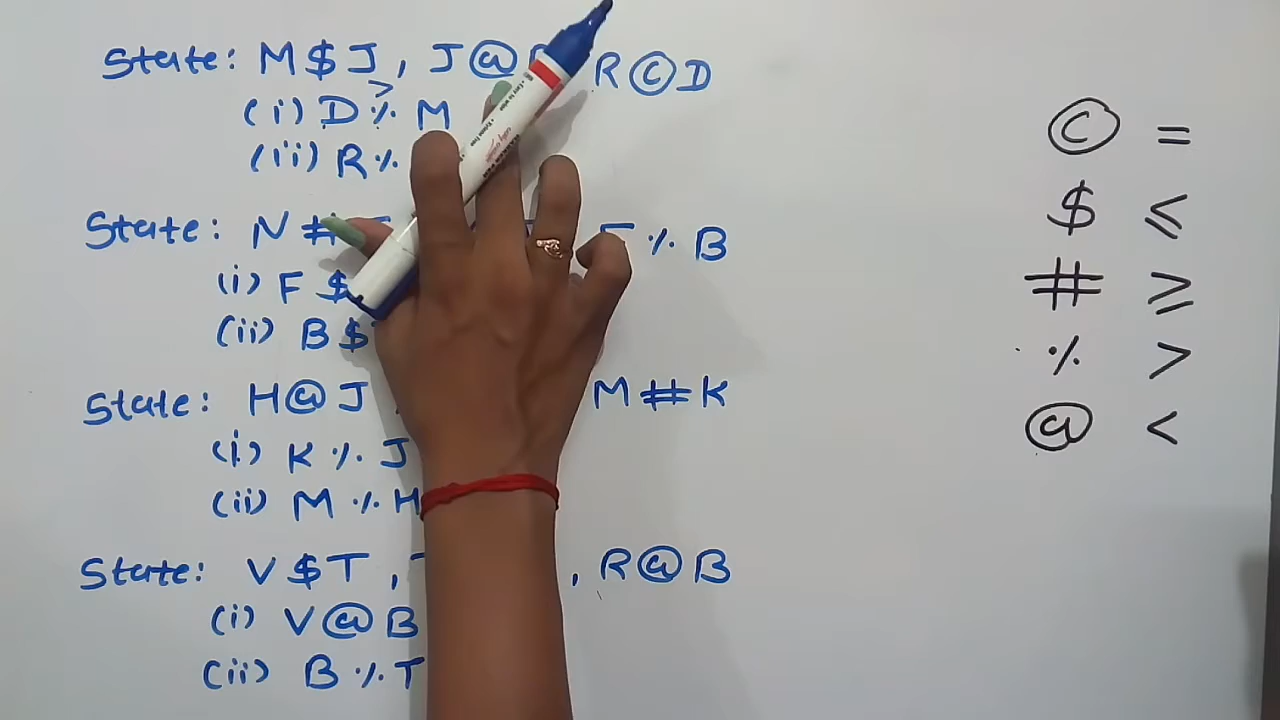 State: M $ J, J @ R © D
>
(i) D % M
(ii) R %
State: N # % B
(i) F $
(ii) B $
State: H @ J M # K
(i) K % J
(ii) M % H
State: V $ T , , R @ B
(i) V @ B
(ii) B % T
© =
$ ≤
# ≥
% >
@ <